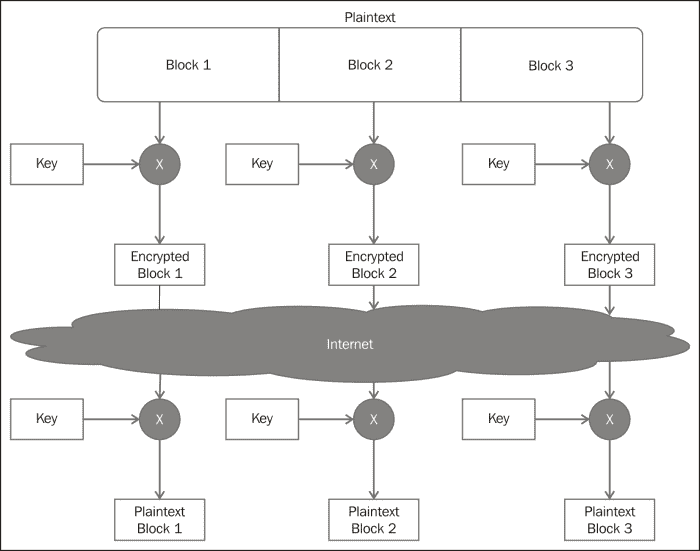 Plaintext
Block 1
Block 2
Block 3
Key
X
Key
X
Key
X
Encrypted
Block 1
Encrypted
Block 2
Encrypted
Block 3
Internet
Key
X
Key
X
Key
X
Plaintext
Block 1
Plaintext
Block 2
Plaintext
Block 3